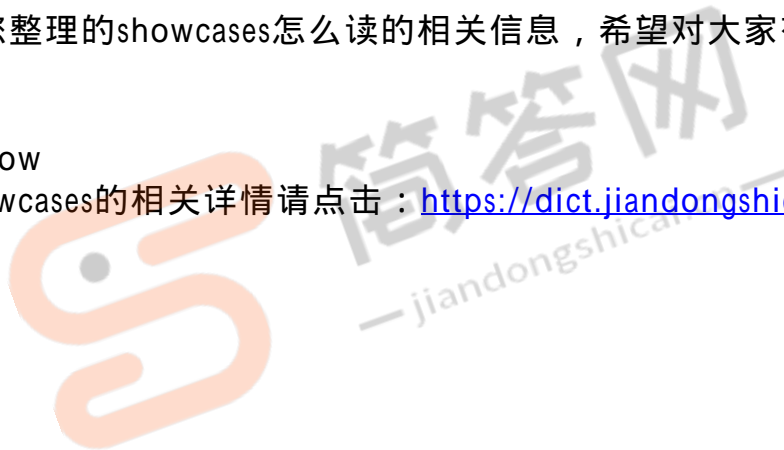 整理的showcases怎么读的相关信息，希望对大家
ow
wcases的相关详情请点击：https://dict.jiandongshi
简答网
jiandongshican